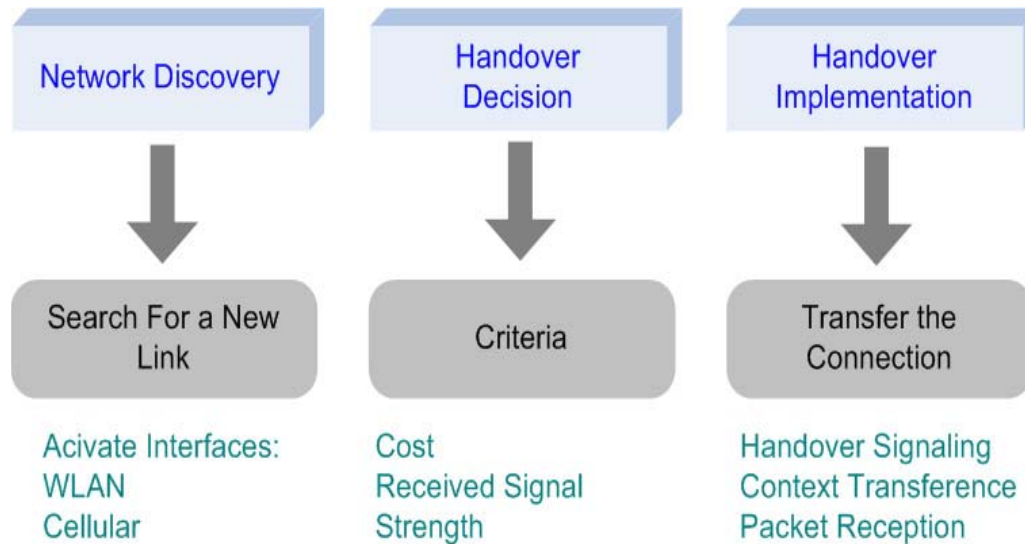 Network Discovery
Handover
Decision
Handover
Implementation
Search For a New
Link
Criteria
Transfer the
Connection
Acivate Interfaces:
WLAN
Cellular
Cost
Received Signal
Strength
Handover Signaling
Context Transference
Packet Reception